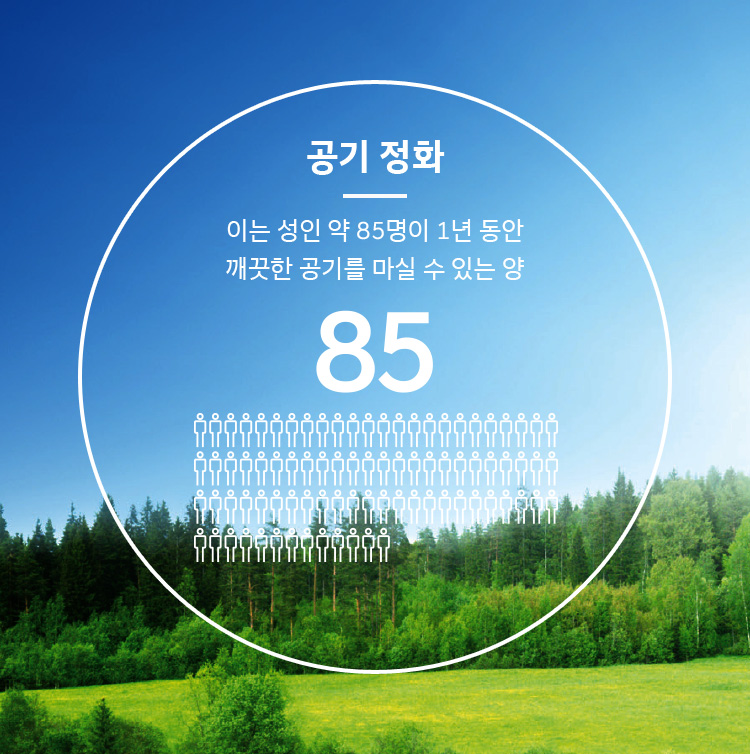 공기 정화
이는 성인 약 85명이 1년 동안
깨끗한 공기를 마실 수 있는 양
85